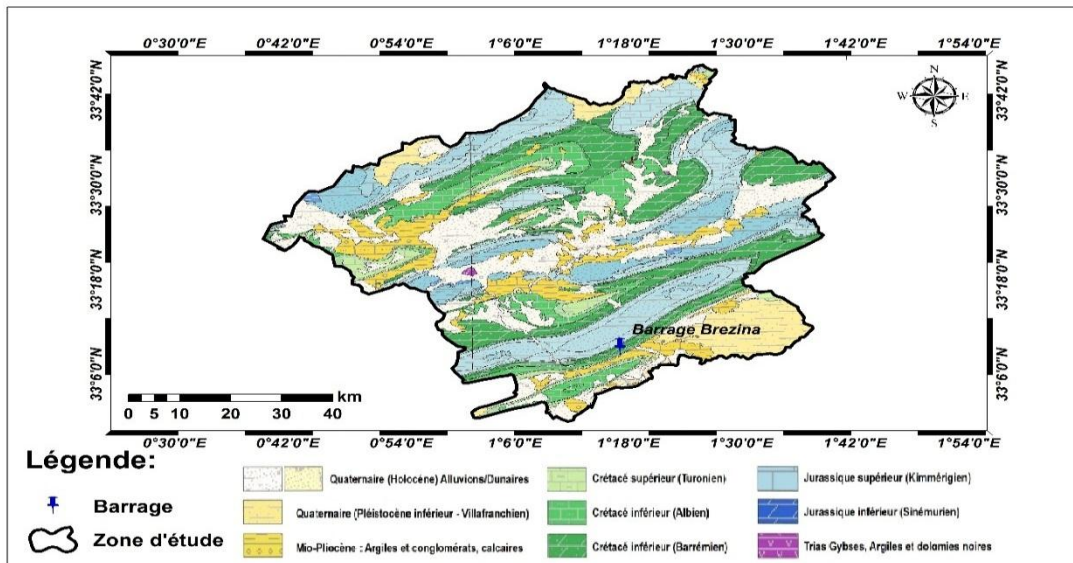 0°30'0"E 0°42'0"E 0°54'0"E 1°6'0"E 1°18'0"E 1°30'0"E 1°42'0"E 1°54'0"E
N
W E
S
33°42'0"N 33°42'0"N
33°30'0"N 33°30'0"N
33°18'0"N 33°18'0"N
Barrage Brezina
33°6'0"N 33°6'0"N
km
0 5 10 20 30 40
0°30'0"E 0°42'0"E 0°54'0"E 1°6'0"E 1°18'0"E 1°30'0"E 1°42'0"E 1°54'0"E
Légende:
Barrage
Zone d'étude
Quaternaire (Holocène) Alluvions/Dunaires
Quaternaire (Pléistocène inférieur - Villafranchien)
Mio-Pliocène : Argiles et conglomérats, calcaires
Crétacé supérieur (Turonien)
Crétacé inférieur (Albien)
Crétacé inférieur (Barrémien)
Jurassique supérieur (Kimmérigien)
Jurassique inférieur (Sinémurien)
Trias Gybses, Argiles et dolomies noires